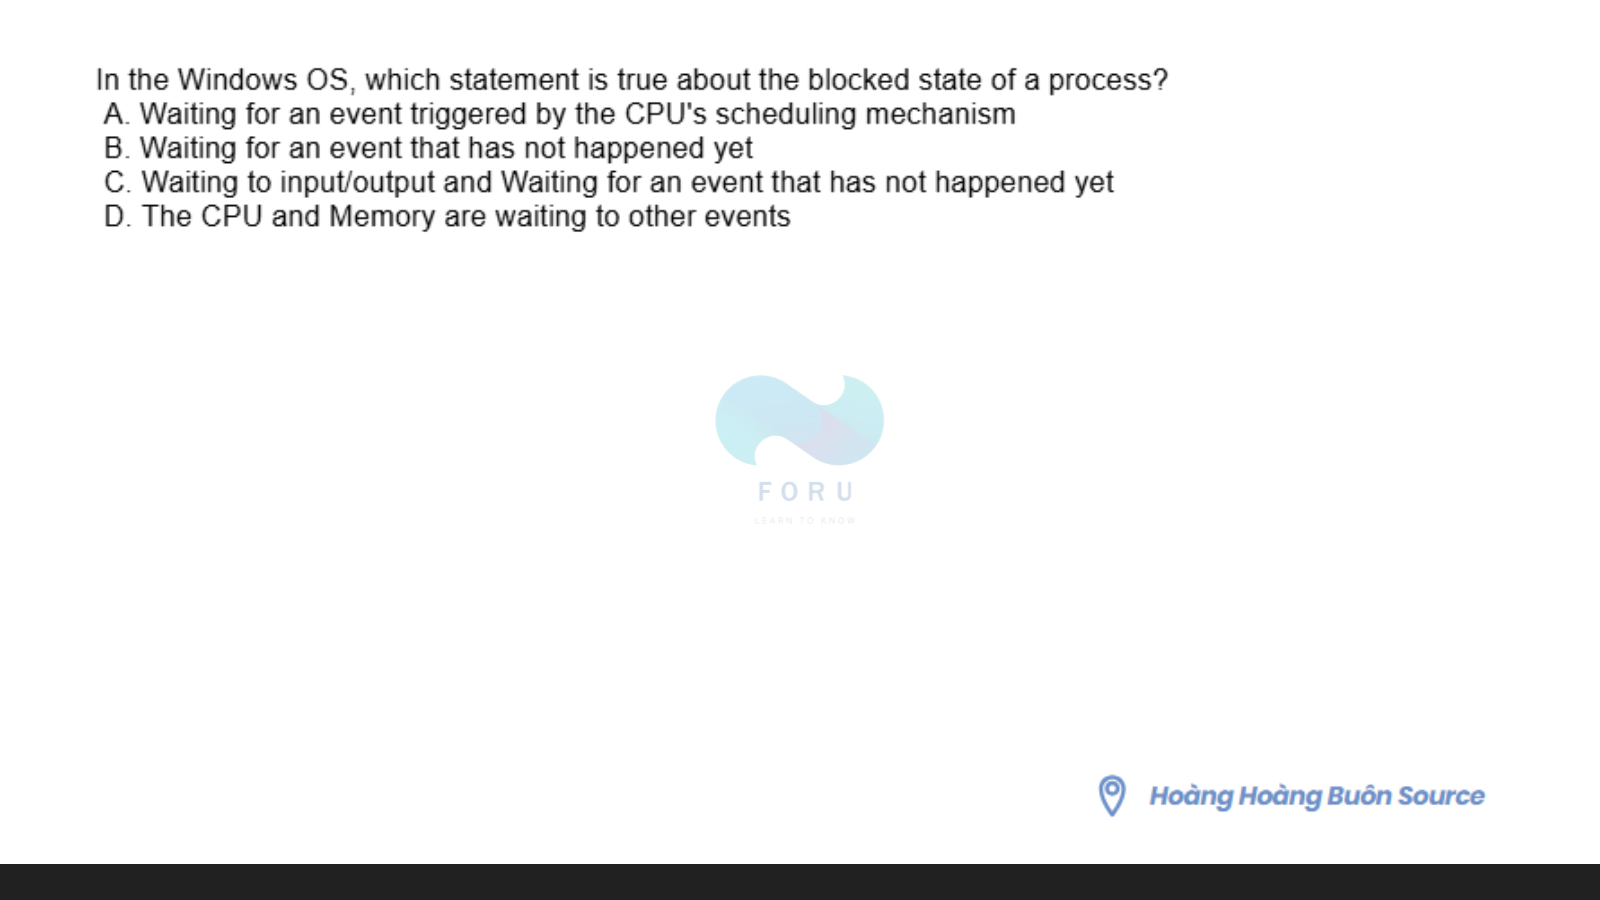 In the Windows OS, which statement is true about the blocked state of a process?
A. Waiting for an event triggered by the CPU's scheduling mechanism
B. Waiting for an event that has not happened yet
C. Waiting to input/output and Waiting for an event that has not happened yet
D. The CPU and Memory are waiting to other events
FORU
LEARN TO KNOW
Hoàng Hoàng Buôn Source